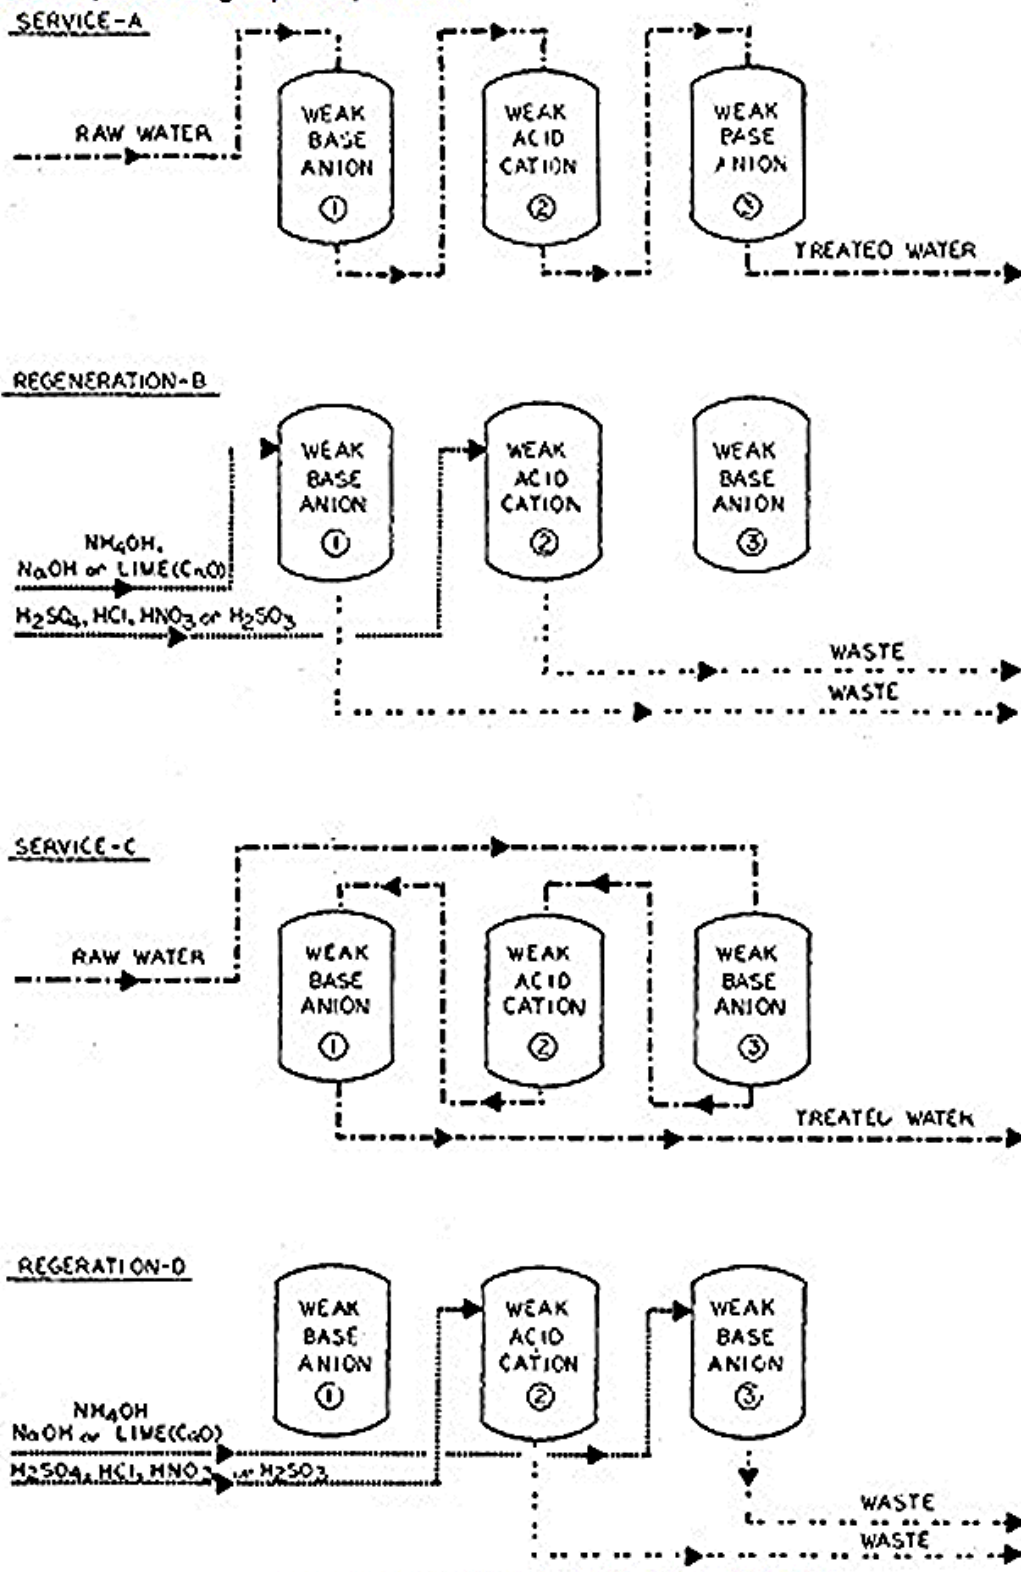 SERVICE-A
RAW WATER
WEAK
BASE
ANION
①
WEAK
ACID
CATION
②
WEAK
BASE
ANION
③
TREATED WATER
REGENERATION-B
WEAK
BASE
ANION
①
WEAK
ACID
CATION
②
WEAK
BASE
ANION
③
NH4OH,
NaOH or LIME(CaO)
H2SO4, HCl, HNO3 or H2SO3
WASTE
WASTE
SERVICE-C
RAW WATER
WEAK
BASE
ANION
①
WEAK
ACID
CATION
②
WEAK
BASE
ANION
③
TREATED WATER
REGERATION-D
WEAK
BASE
ANION
①
WEAK
ACID
CATION
②
WEAK
BASE
ANION
③
NH4OH
NaOH or LIME(CaO)
H2SO4, HCl, HNO3 or H2SO3
WASTE
WASTE